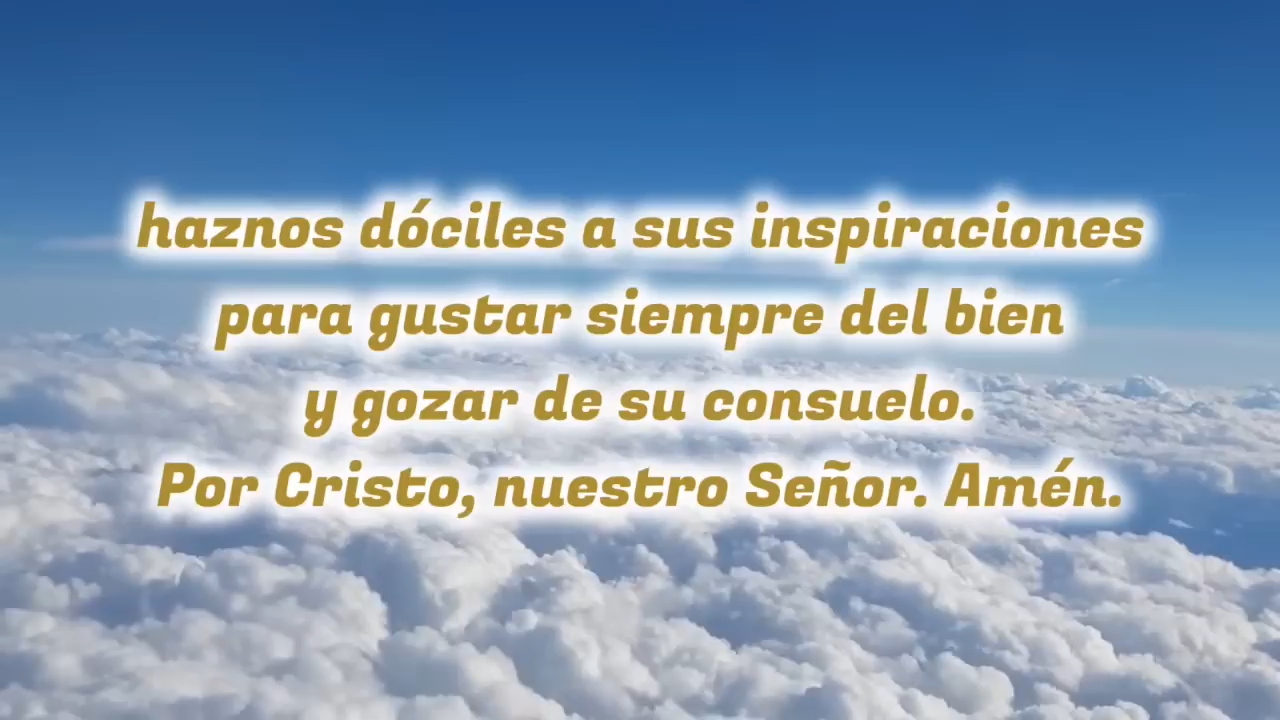 haznos dóciles a sus inspiraciones
para gustar siempre del bien
y gozar de su consuelo.
Por Cristo, nuestro Señor. Amén.